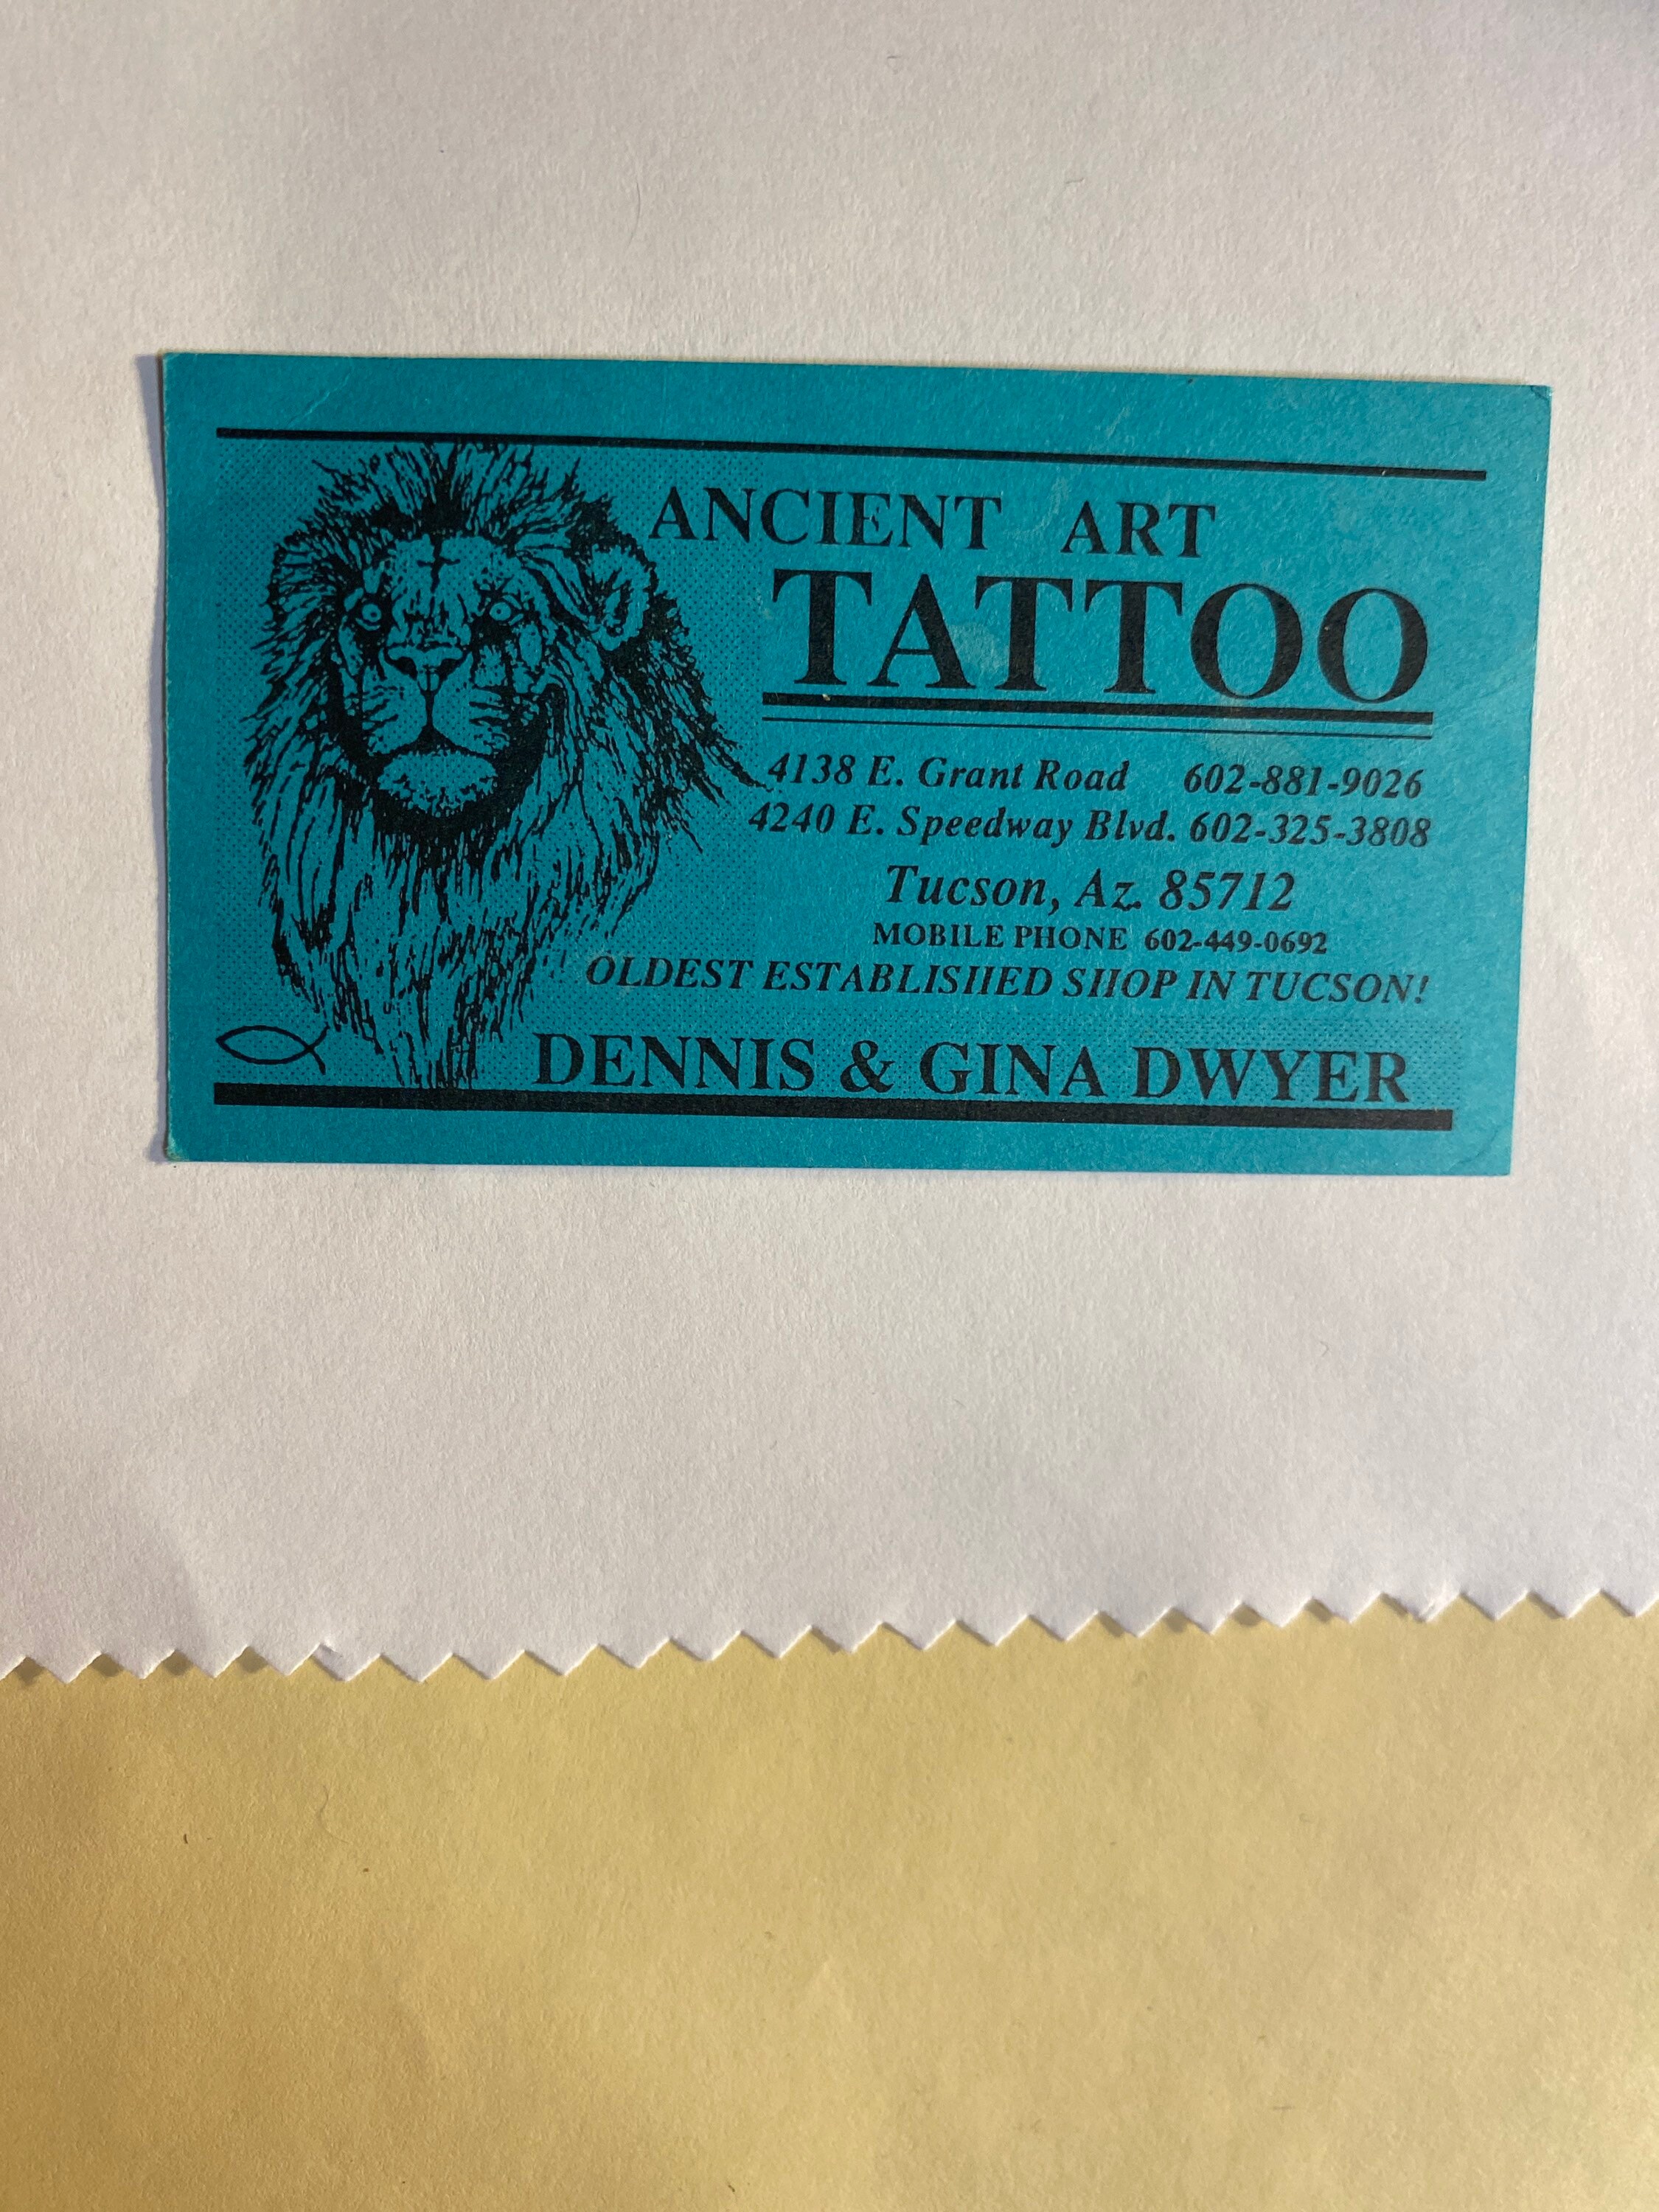 ANCIENT ART
TATTOO
4138 E. Grant Road 602-881-9026
4240 E. Speedway Blvd. 602-325-3808
Tucson, Az. 85712
MOBILE PHONE 602-449-0692
OLDEST ESTABLISHED SHOP IN TUCSON!
DENNIS & GINA DWYER